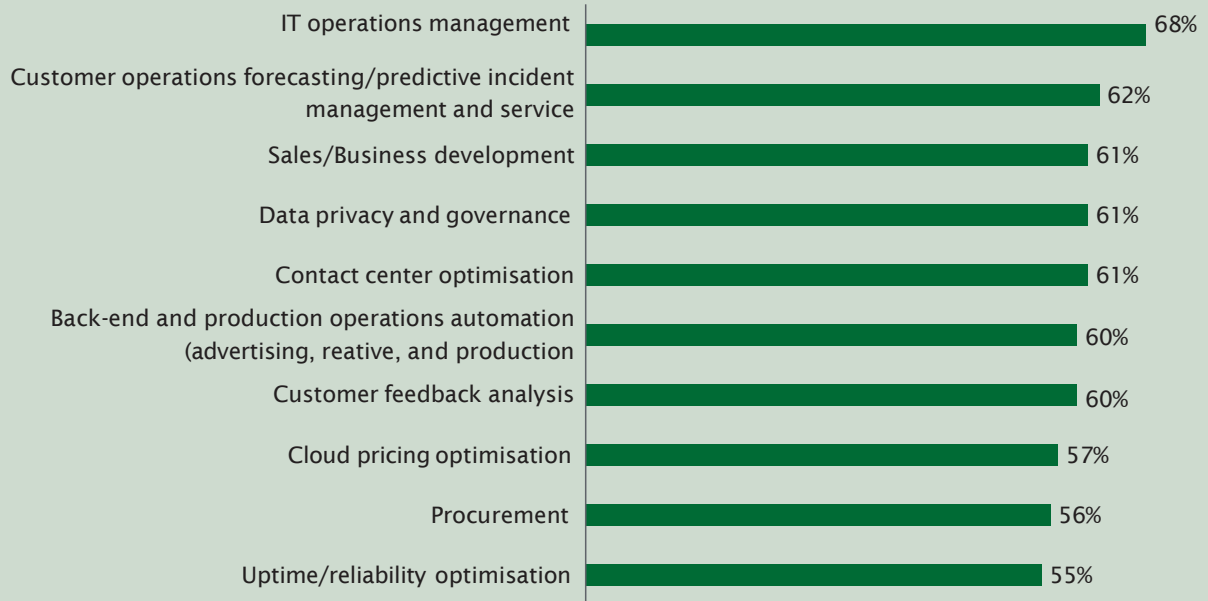 IT operations management
68%
Customer operations forecasting/predictive incident
management and service
62%
Sales/Business development
61%
Data privacy and governance
61%
Contact center optimisation
61%
Back-end and production operations automation
(advertising, reative, and production
60%
Customer feedback analysis
60%
Cloud pricing optimisation
57%
Procurement
56%
Uptime/reliability optimisation
55%